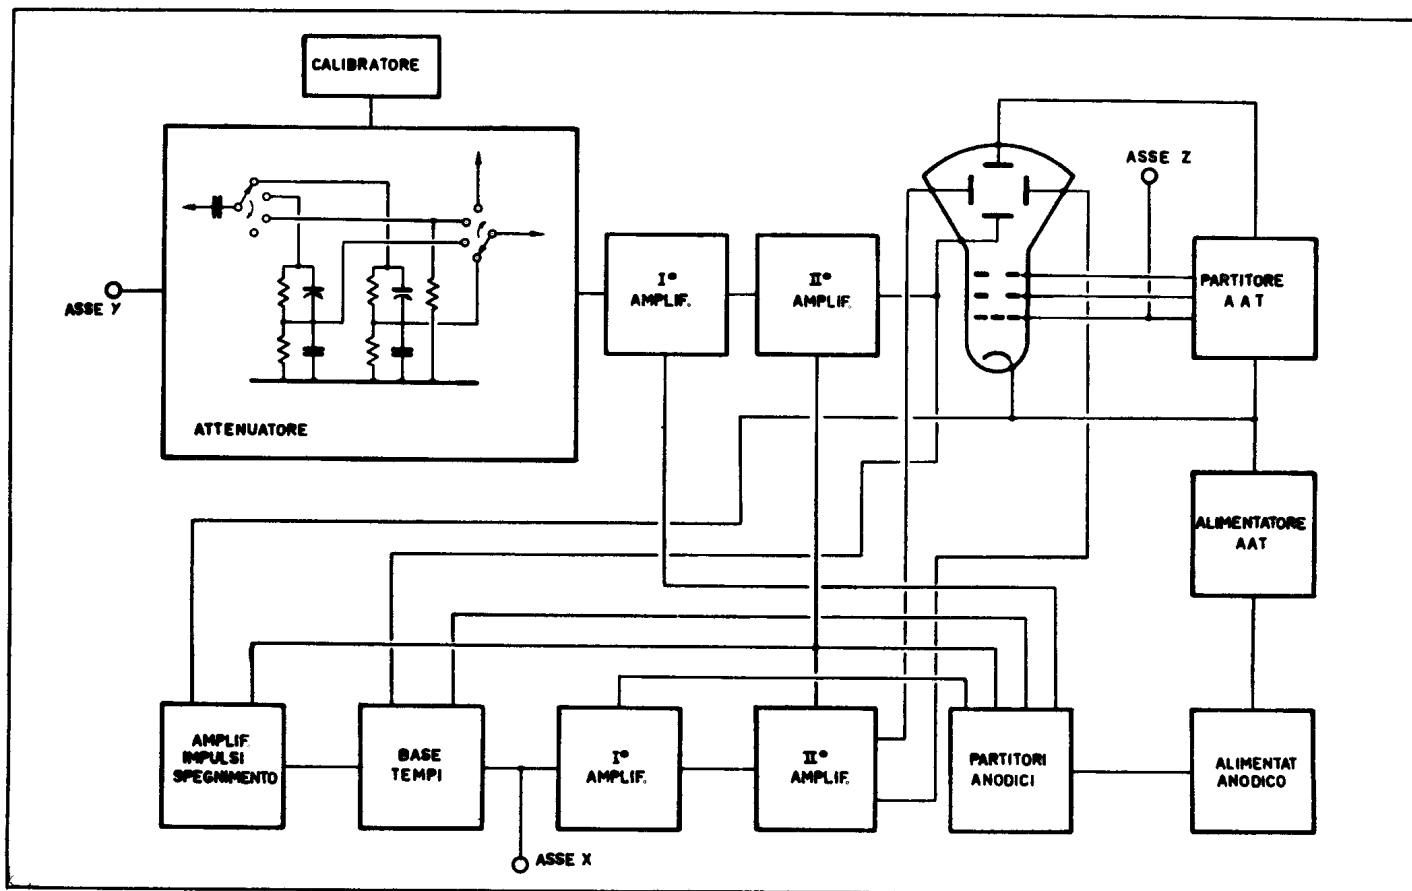 CALIBRATORE
ASSE Z
ASSE Y
ATTENUATORE
I°
AMPLIF.
II°
AMPLIF.
PARTITORE
A A T
ALIMENTATORE
AAT
AMPLIF.
IMPULSI
SPEGNIMENTO
BASE
TEMPI
I°
AMPLIF.
II°
AMPLIF.
PARTITORI
ANODICI
ALIMENTAT
ANODICO
ASSE X